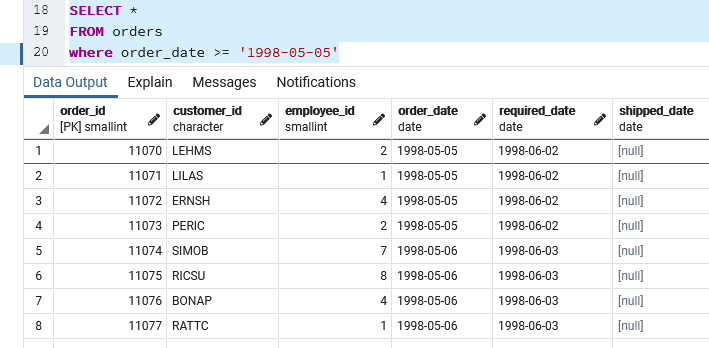 18 SELECT *
19 FROM orders
20 where order_date >= '1998-05-05'
Data Output Explain Messages Notifications
order_id customer_id employee_id order_date required_date shipped_date
[PK] smallint character smallint date date date
1 11070 LEHMS 2 1998-05-05 1998-06-02 [null]
2 11071 LILAS 1 1998-05-05 1998-06-02 [null]
3 11072 ERNSH 4 1998-05-05 1998-06-02 [null]
4 11073 PERIC 2 1998-05-05 1998-06-02 [null]
5 11074 SIMOB 7 1998-05-06 1998-06-03 [null]
6 11075 RICSU 8 1998-05-06 1998-06-03 [null]
7 11076 BONAP 4 1998-05-06 1998-06-03 [null]
8 11077 RATTC 1 1998-05-06 1998-06-03 [null]